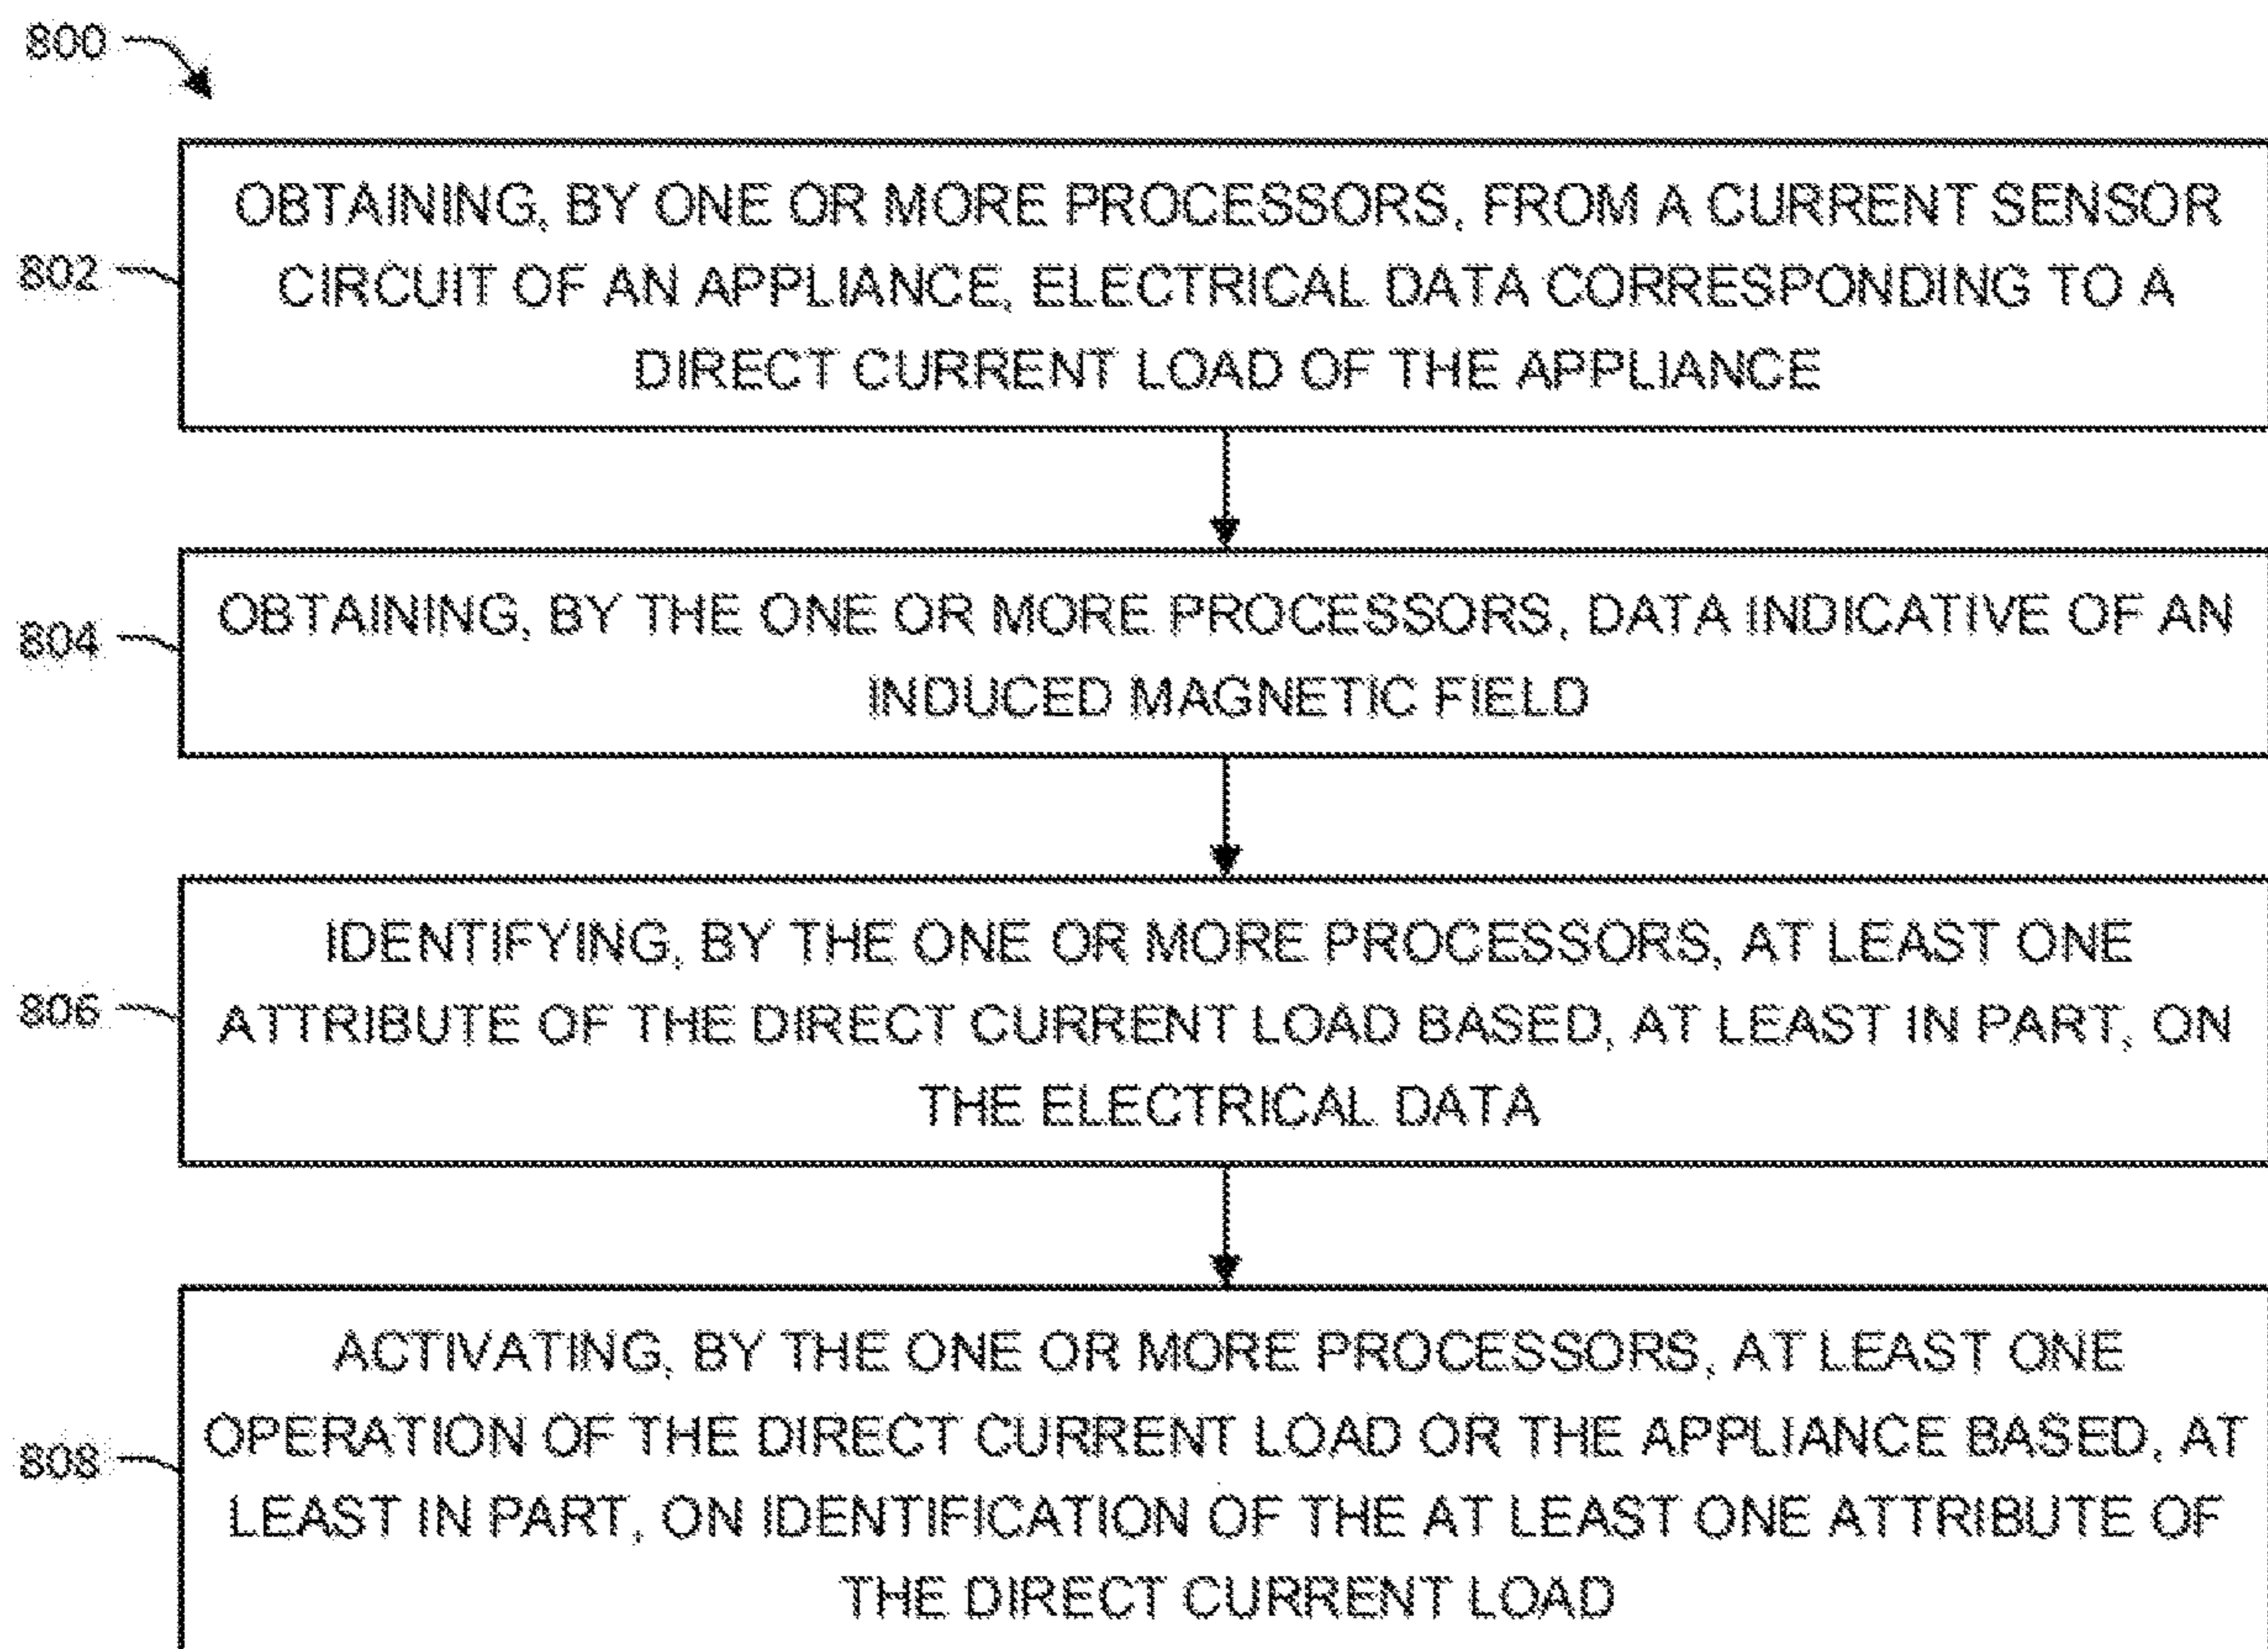 800
802
OBTAINING, BY ONE OR MORE PROCESSORS, FROM A CURRENT SENSOR
CIRCUIT OF AN APPLIANCE, ELECTRICAL DATA CORRESPONDING TO A
DIRECT CURRENT LOAD OF THE APPLIANCE
804
OBTAINING, BY THE ONE OR MORE PROCESSORS, DATA INDICATIVE OF AN
INDUCED MAGNETIC FIELD
806
IDENTIFYING, BY THE ONE OR MORE PROCESSORS, AT LEAST ONE
ATTRIBUTE OF THE DIRECT CURRENT LOAD BASED, AT LEAST IN PART, ON
THE ELECTRICAL DATA
808
ACTIVATING, BY THE ONE OR MORE PROCESSORS, AT LEAST ONE
OPERATION OF THE DIRECT CURRENT LOAD OR THE APPLIANCE BASED, AT
LEAST IN PART, ON IDENTIFICATION OF THE AT LEAST ONE ATTRIBUTE OF
THE DIRECT CURRENT LOAD